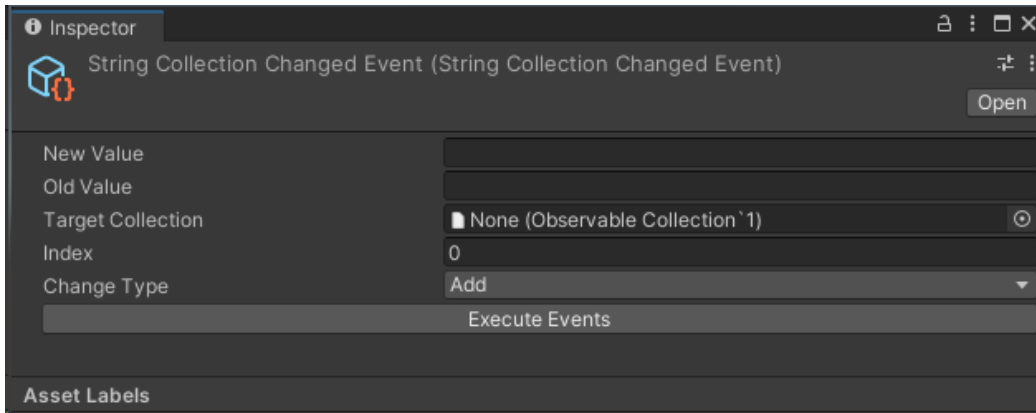 Inspector
String Collection Changed Event (String Collection Changed Event)
Open
New Value
Old Value
Target Collection None (Observable Collection`1)
Index 0
Change Type Add
Execute Events
Asset Labels